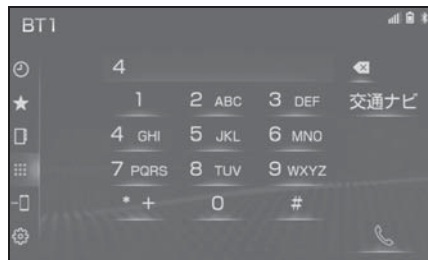 BT1
4
1 2 ABC 3 DEF 交通ナビ
4 GHI 5 JKL 6 MNO
7 PQRS 8 TUV 9 WXYZ
* + 0 #